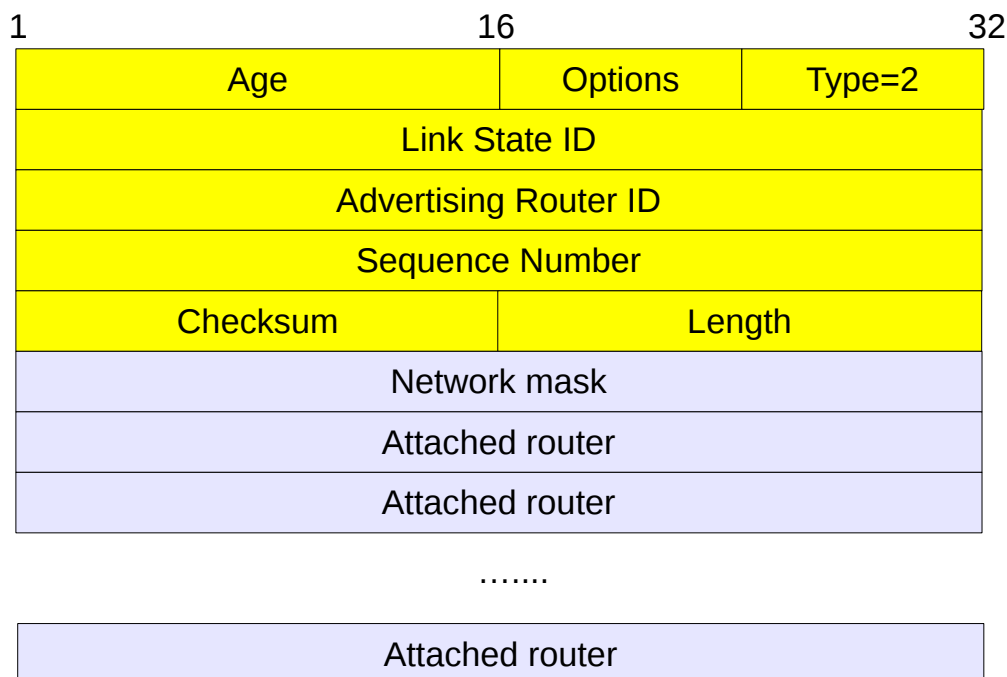 1 16 32
Age Options Type=2
Link State ID
Advertising Router ID
Sequence Number
Checksum Length
Network mask
Attached router
Attached router
…....
Attached router